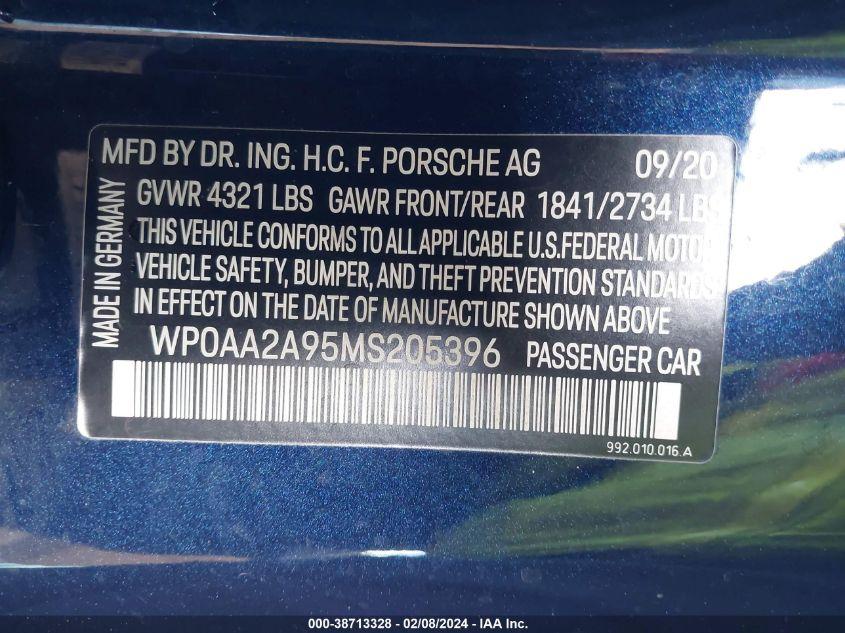 MFD BY DR. ING. H.C. F. PORSCHE AG 09/20
GVWR 4321 LBS GAWR FRONT/REAR 1841/2734 LBS
THIS VEHICLE CONFORMS TO ALL APPLICABLE U.S.FEDERAL MOTOR
VEHICLE SAFETY, BUMPER, AND THEFT PREVENTION STANDARDS
IN EFFECT ON THE DATE OF MANUFACTURE SHOWN ABOVE
MADE IN GERMANY
WP0AA2A95MS205396 PASSENGER CAR
992.010.016.A
000-38713328 - 02/08/2024 - IAA Inc.